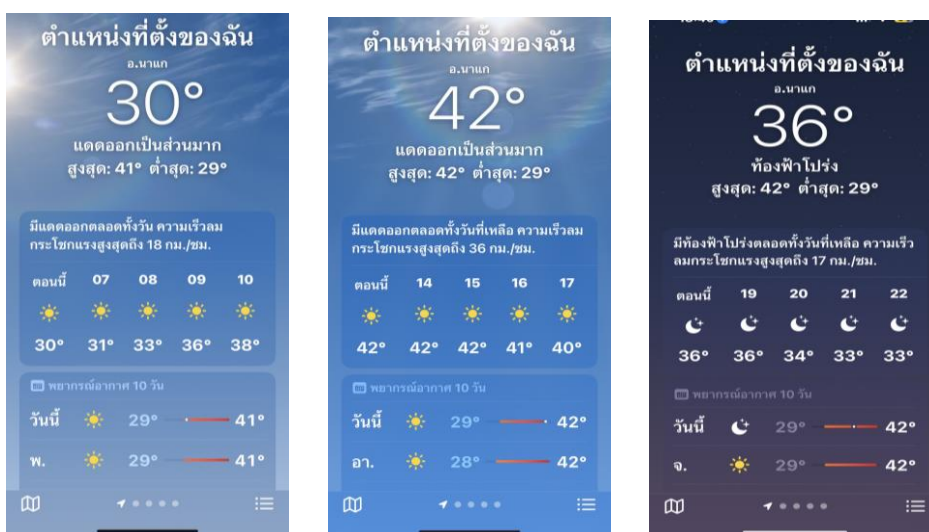 ตำแหน่งที่ตั้งของฉัน
อ.นาแก
30°
แดดออกเป็นส่วนมาก
สูงสุด: 41° ต่ำสุด: 29°
มีแดดออกตลอดทั้งวัน ความเร็วลม
กระโชกแรงสูงสุดถึง 18 กม./ชม.
ตอนนี้ 07 08 09 10
30° 31° 33° 36° 38°
พยากรณ์อากาศ 10 วัน
วันนี้ 29° 41°
พ. 29° 41°
ตำแหน่งที่ตั้งของฉัน
อ.นาแก
42°
แดดออกเป็นส่วนมาก
สูงสุด: 42° ต่ำสุด: 29°
มีแดดออกตลอดทั้งวันที่เหลือ ความเร็วลม
กระโชกแรงสูงสุดถึง 36 กม./ชม.
ตอนนี้ 14 15 16 17
42° 42° 42° 41° 40°
พยากรณ์อากาศ 10 วัน
วันนี้ 29° 42°
อา. 28° 42°
ตำแหน่งที่ตั้งของฉัน
อ.นาแก
36°
ท้องฟ้าโปร่ง
สูงสุด: 42° ต่ำสุด: 29°
มีท้องฟ้าโปร่งตลอดทั้งวันที่เหลือ ความเร็ว
ลมกระโชกแรงสูงสุดถึง 17 กม./ชม.
ตอนนี้ 19 20 21 22
36° 36° 34° 33° 33°
พยากรณ์อากาศ 10 วัน
วันนี้ 29° 42°
จ. 29° 42°